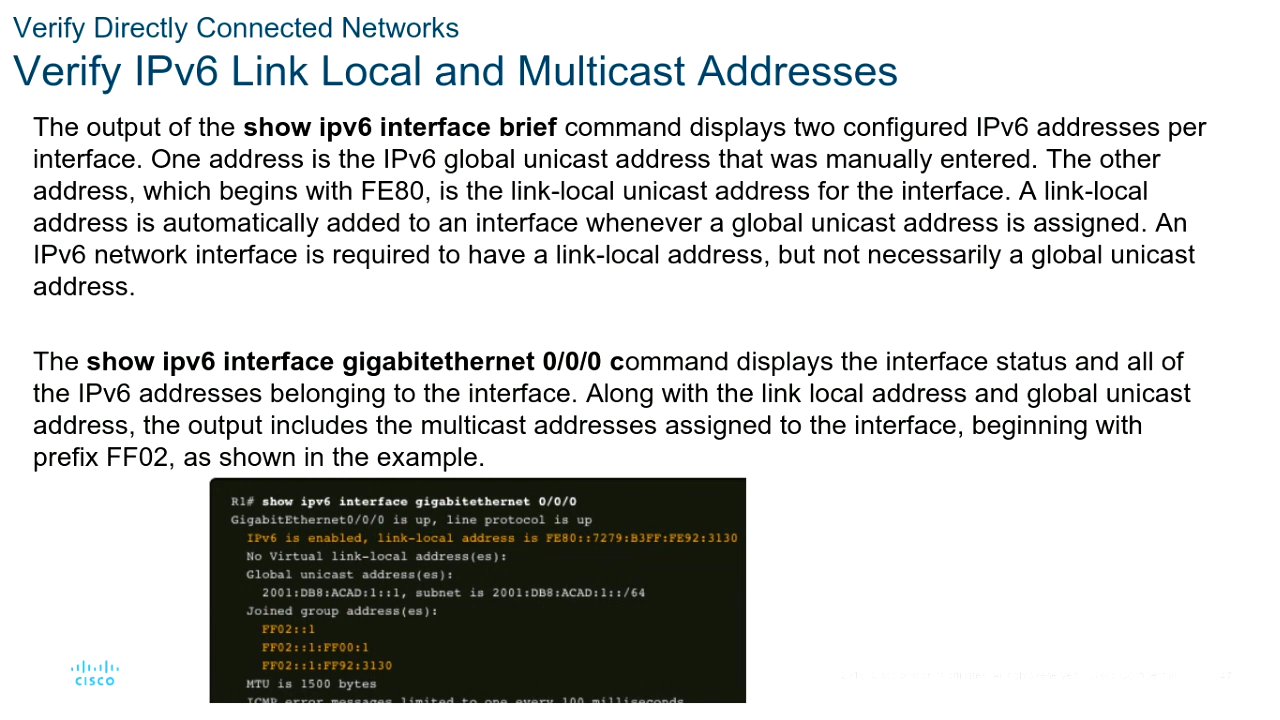 Verify Directly Connected Networks
Verify IPv6 Link Local and Multicast Addresses
The output of the show ipv6 interface brief command displays two configured IPv6 addresses per
interface. One address is the IPv6 global unicast address that was manually entered. The other
address, which begins with FE80, is the link-local unicast address for the interface. A link-local
address is automatically added to an interface whenever a global unicast address is assigned. An
IPv6 network interface is required to have a link-local address, but not necessarily a global unicast
address.
The show ipv6 interface gigabitethernet 0/0/0 command displays the interface status and all of
the IPv6 addresses belonging to the interface. Along with the link local address and global unicast
address, the output includes the multicast addresses assigned to the interface, beginning with
prefix FF02, as shown in the example.
R1# show ipv6 interface gigabitethernet 0/0/0
GigabitEthernet0/0/0 is up, line protocol is up
IPv6 is enabled, link-local address is FE80::7279:B3FF:FE92:3130
No Virtual link-local address(es):
Global unicast address(es):
2001:DB8:ACAD:1::1, subnet is 2001:DB8:ACAD:1::/64
Joined group address(es):
FF02::1
FF02::1:FF00:1
FF02::1:FF92:3130
MTU is 1500 bytes
ICMP error messages limited to one every 100 milliseconds
CISCO